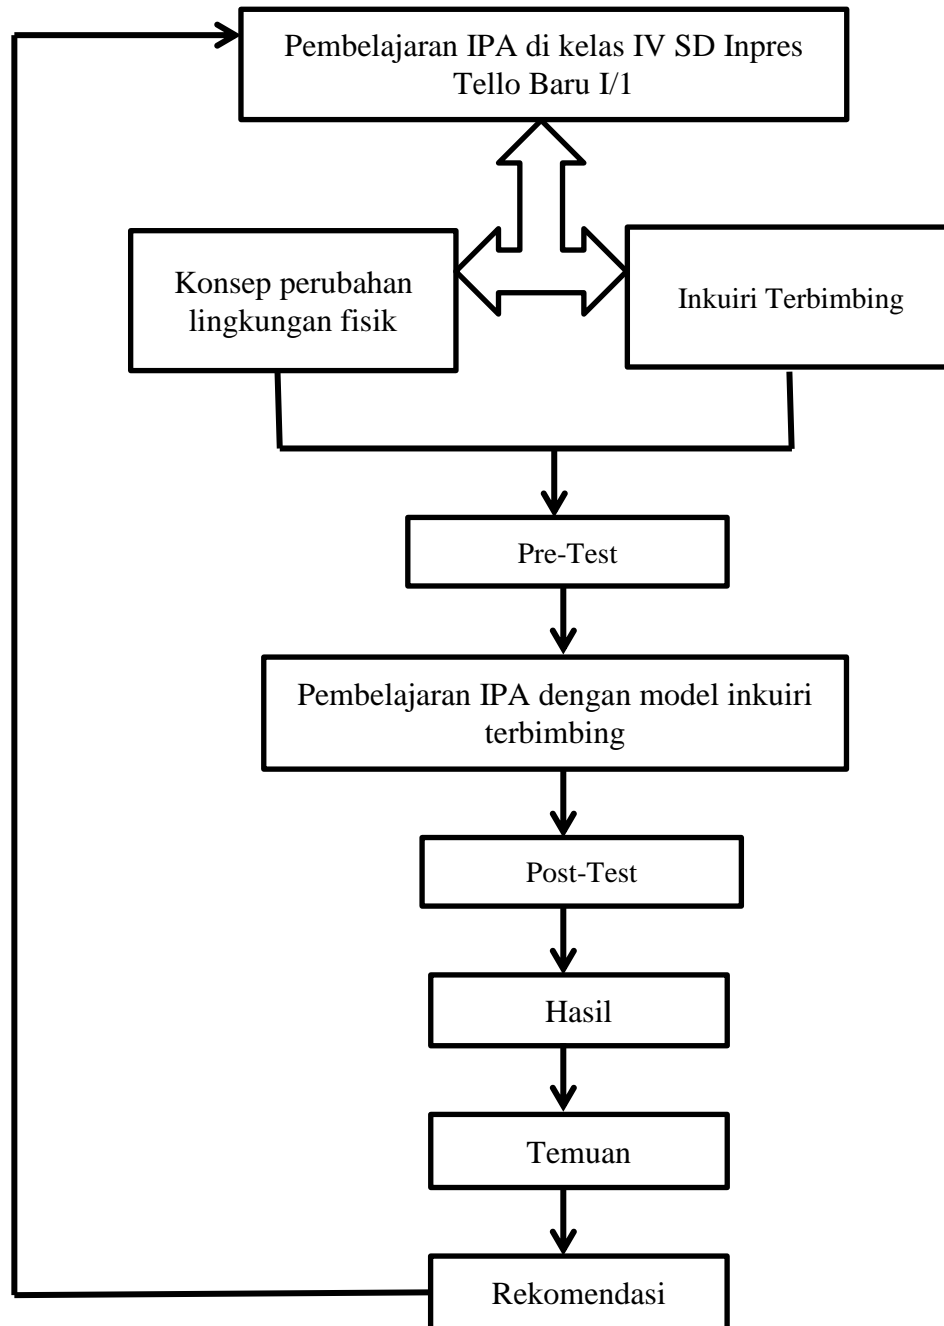 Pembelajaran IPA di kelas IV SD Inpres
Tello Baru I/1
Konsep perubahan
lingkungan fisik
Inkuiri Terbimbing
Pre-Test
Pembelajaran IPA dengan model inkuiri
terbimbing
Post-Test
Hasil
Temuan
Rekomendasi